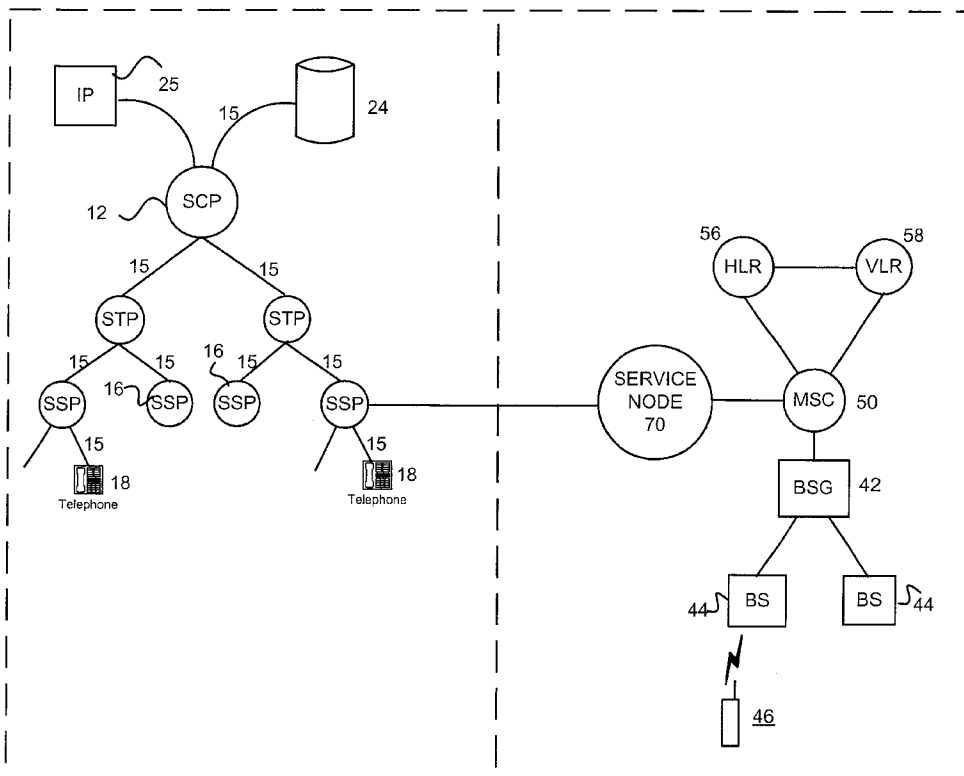 IP
25
15
24
SCP
12
15
15
56
58
HLR
VLR
STP
STP
15
15
16
15
15
16
SSP
SSP
SSP
SSP
SERVICE
NODE
70
MSC
50
15
18
Telephone
15
18
Telephone
BSG
42
44
BS
BS
44
46